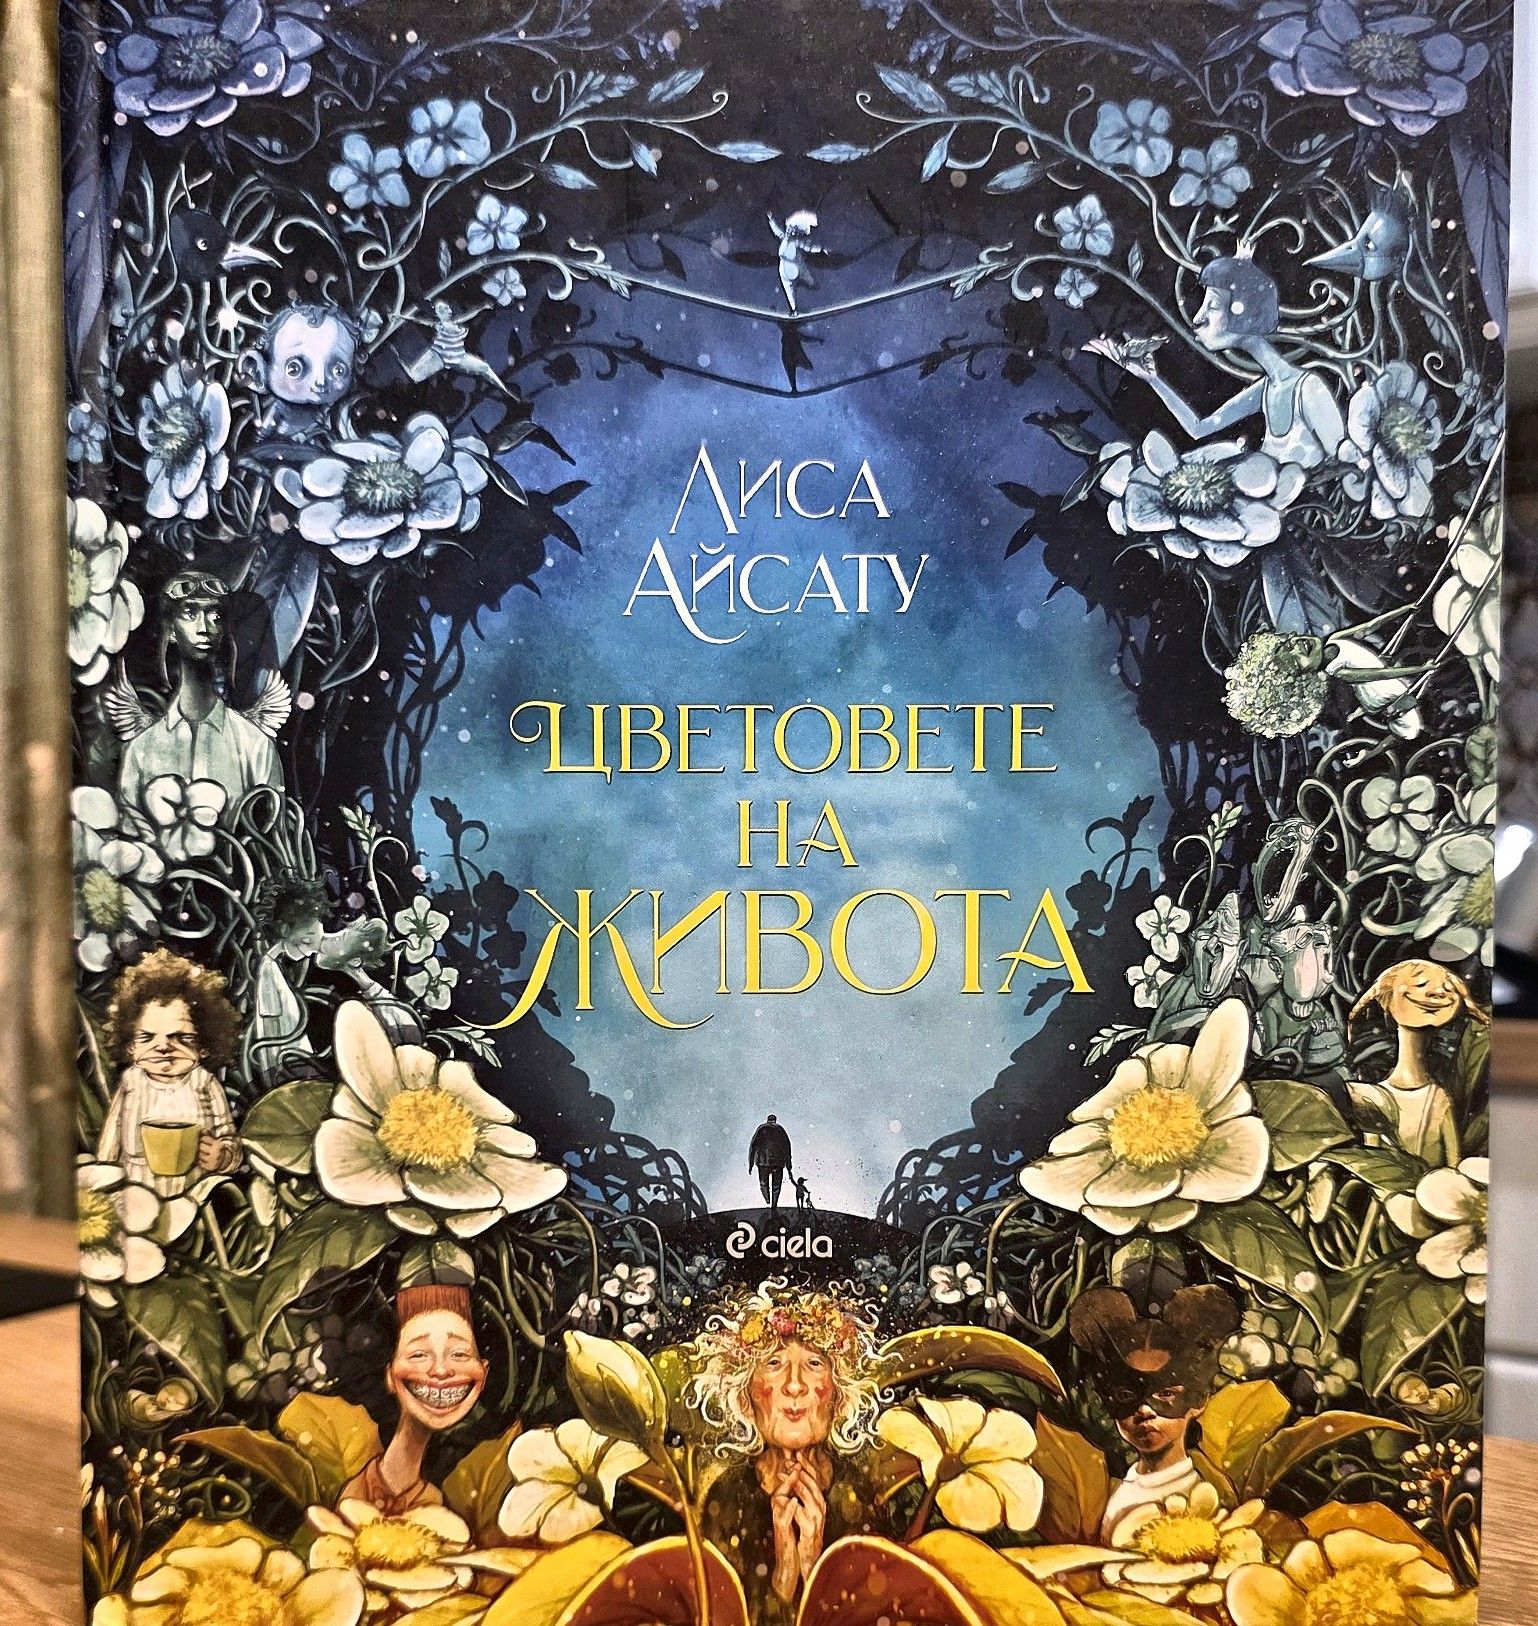 Лиса
Айсату
Цветовете
на
Живота
ciela